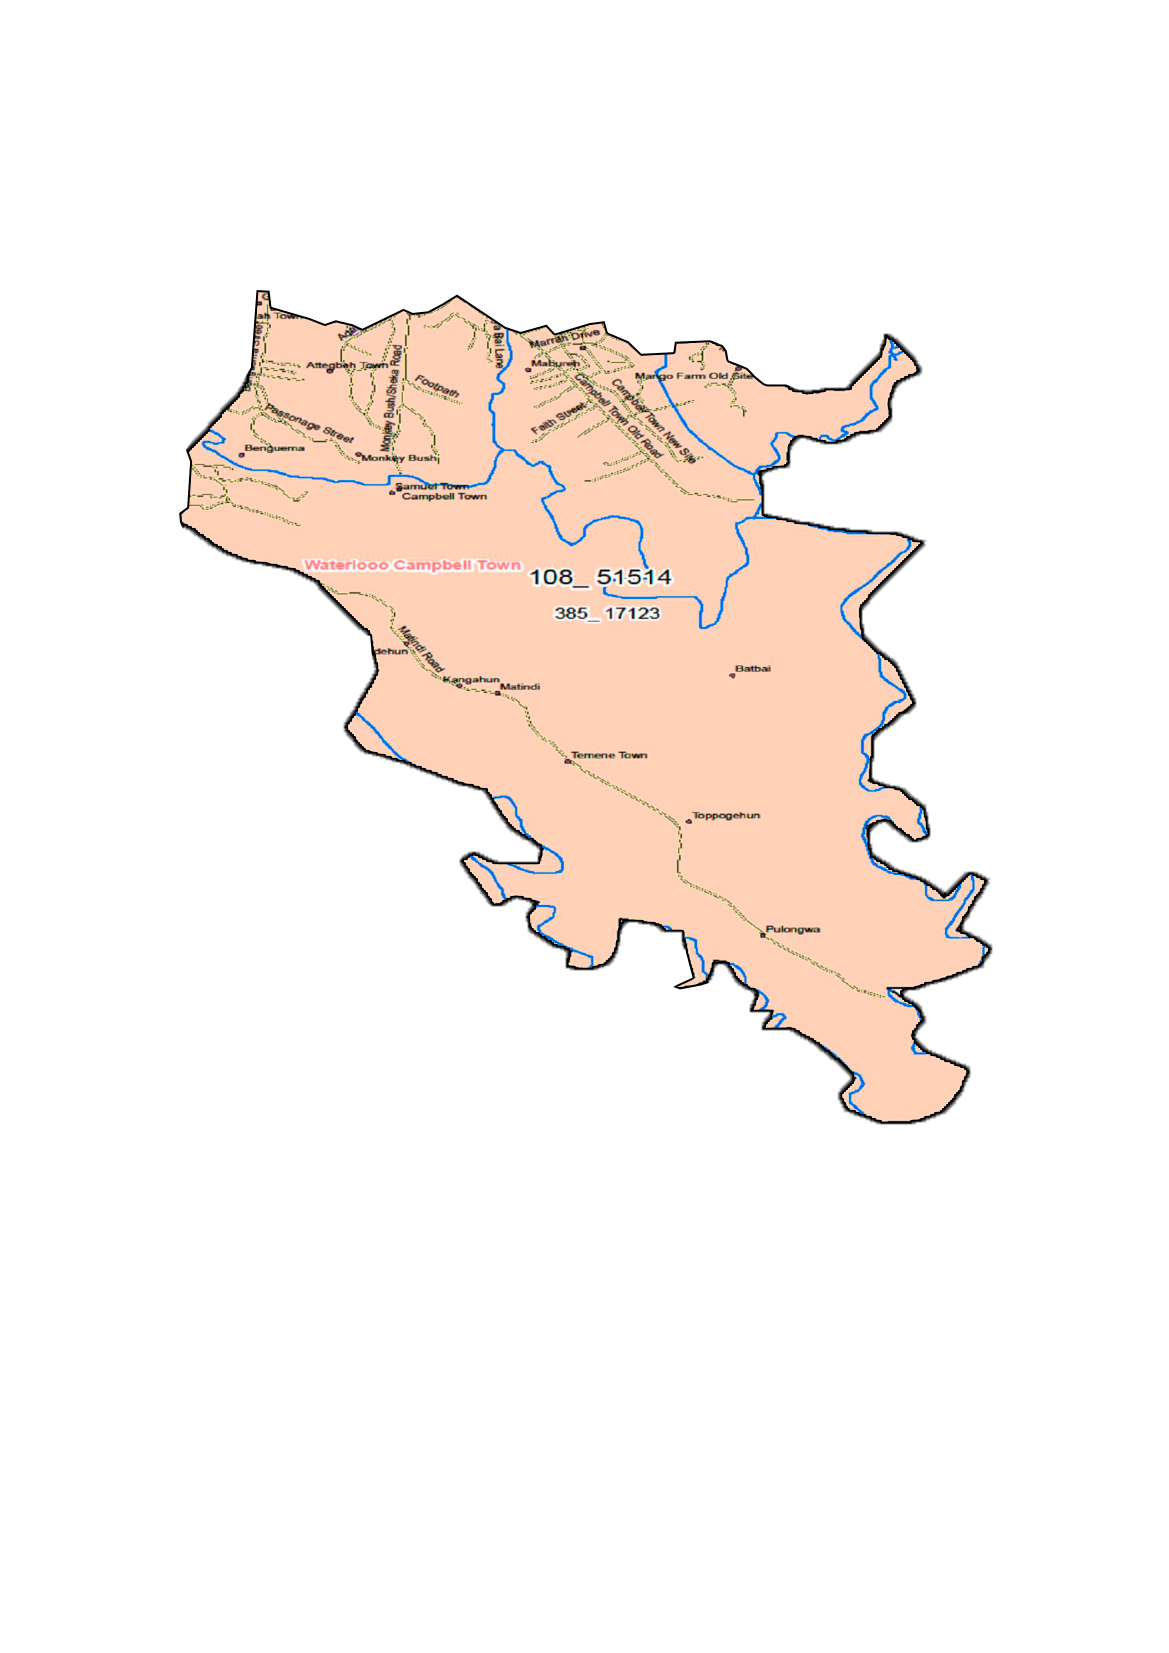 ah Town
Marrah Drive
Attegbeh Town
Mabureh
Mango Farm Old Site
Footpath
Monkey Bush/Sheka Road
Bai Lane
Campbell Town Old Road
Campbell Town New Site
Faith Street
Passonage Street
Benguema
Monkey Bush
Samuel Town
Campbell Town
Waterlooo Campbell Town
108_ 51514
385_ 17123
Matindi Road
dehun
Kangahun
Matindi
Batbai
Temene Town
Toppogehun
Pulongwa